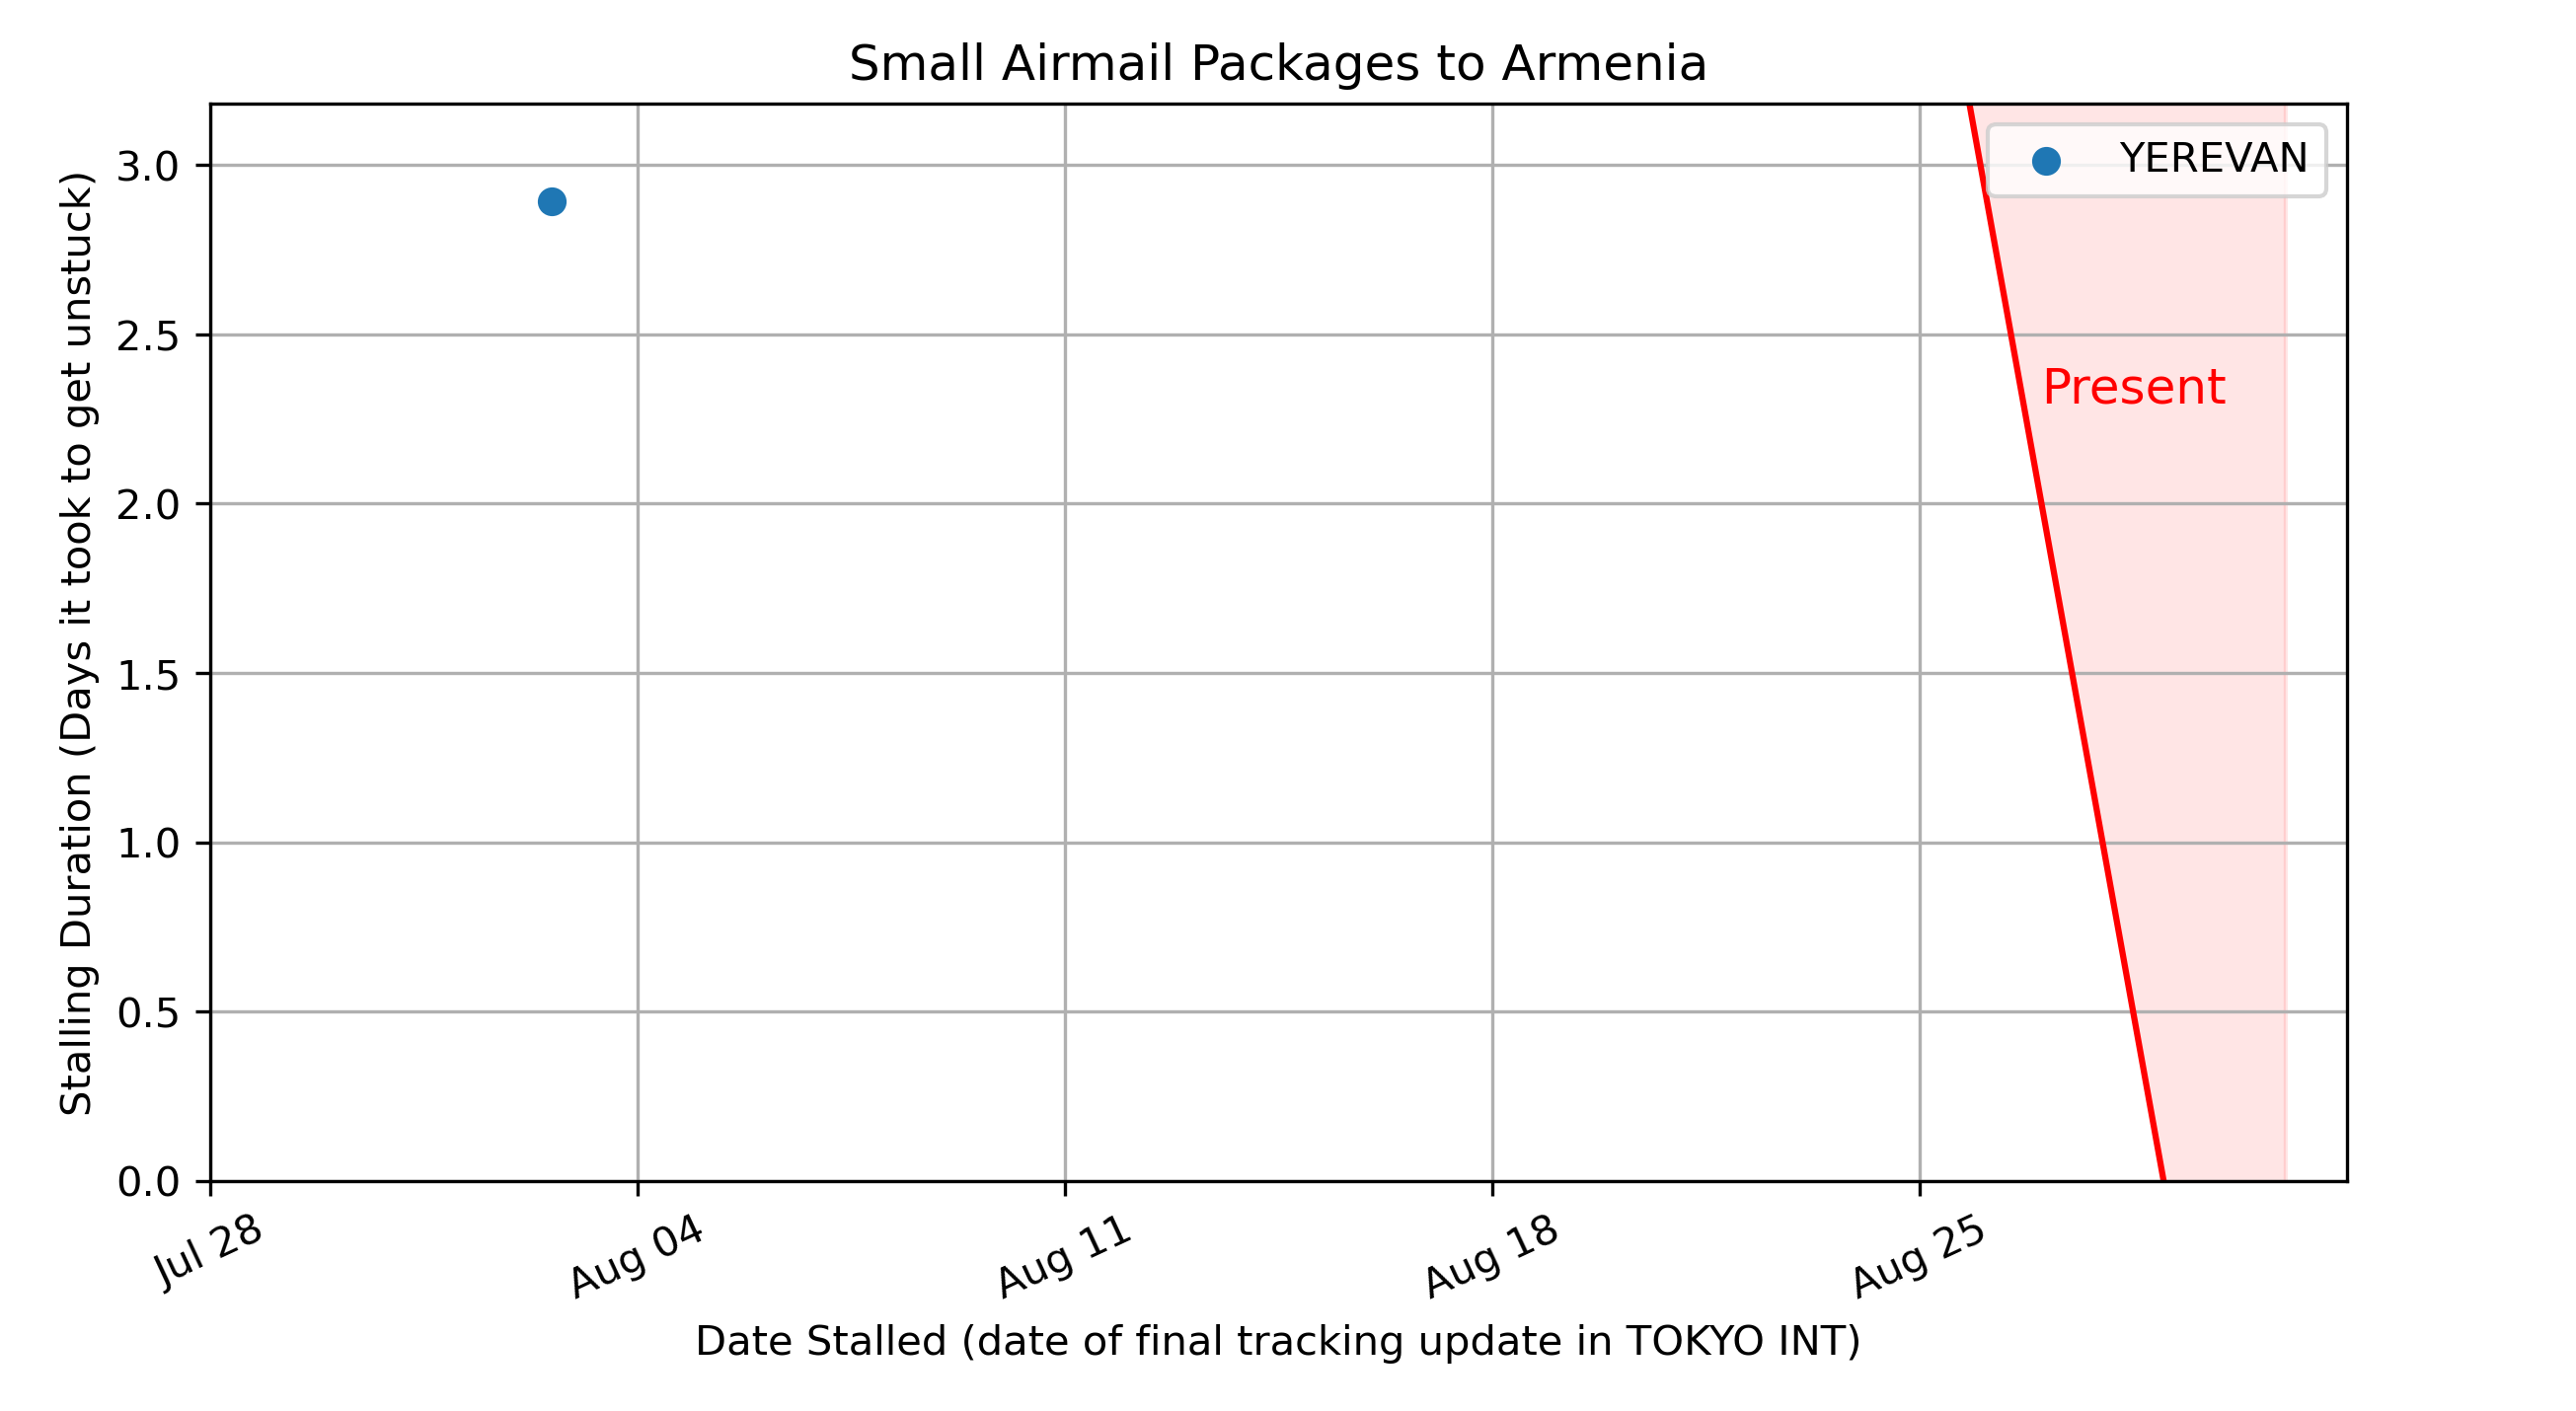 Small Airmail Packages to Armenia
YEREVAN
Present
Stalling Duration (Days it took to get unstuck)
3.0
2.5
2.0
1.5
1.0
0.5
0.0
Jul 28
Aug 04
Aug 11
Aug 18
Aug 25
Date Stalled (date of final tracking update in TOKYO INT)